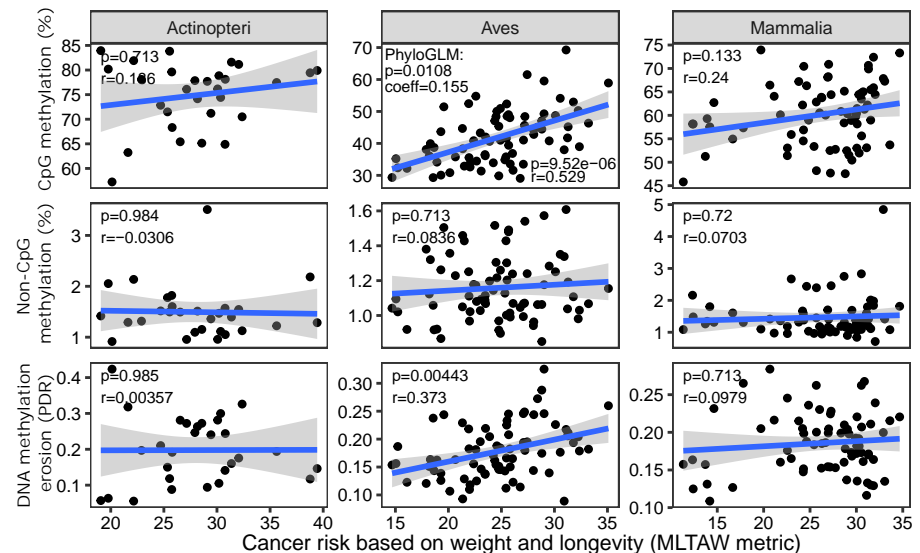 Actinopteri
Aves
Mammalia
CpG methylation (%)
85
80
75
70
65
60
p=0.713
70
60
50
40
30
PhyloGLM:
p=0.0108
coeff=0.155
p=9.52e−06
r=0.529
75
70
65
60
55
50
45
p=0.133
r=0.24
Non-CpG
methylation (%)
3
2
1
p=0.984
r=−0.0306
1.6
1.4
1.2
1.0
p=0.713
r=0.0836
5
4
3
2
1
p=0.72
r=0.0703
DNA methylation
erosion (PDR)
0.4
0.3
0.2
0.1
p=0.985
r=0.00357
0.30
0.25
0.20
0.15
0.10
p=0.00443
r=0.373
0.25
0.20
0.15
0.10
p=0.713
r=0.0979
20 25 30 35 40
15 20 25 30 35
15 20 25 30 35
Cancer risk based on weight and longevity (MLTAW metric)